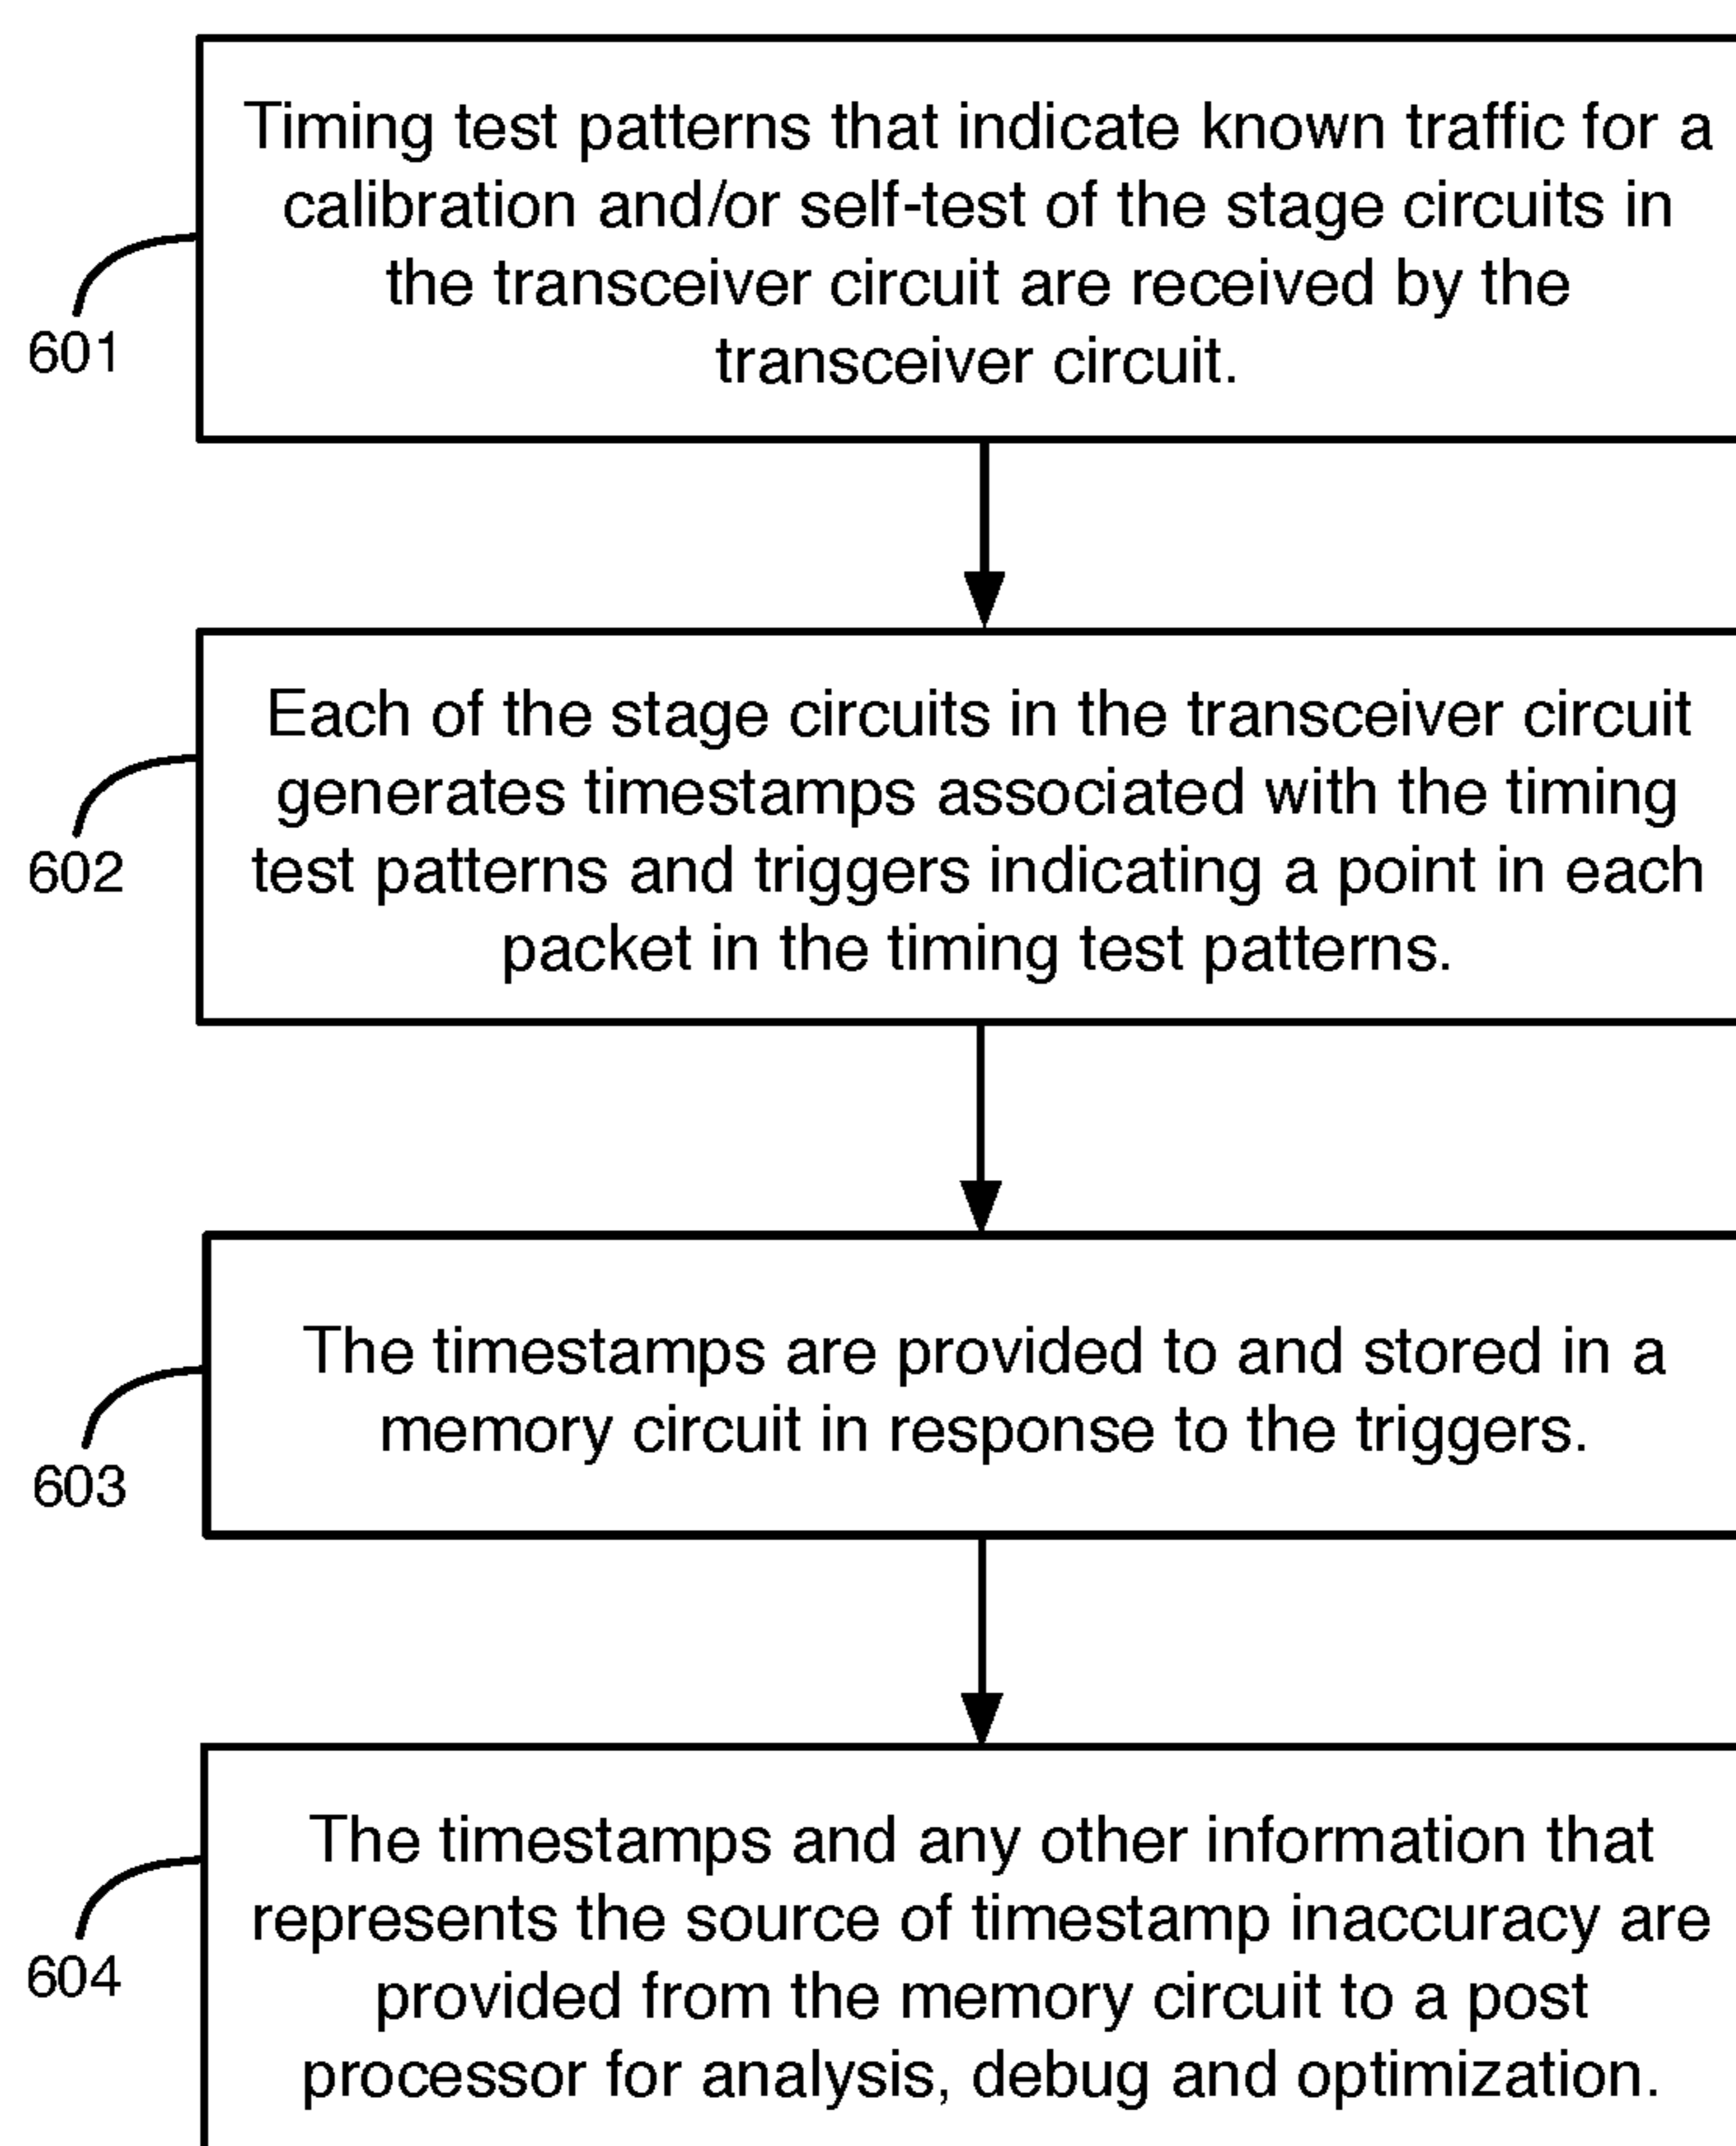 Timing test patterns that indicate known traffic for a
calibration and/or self-test of the stage circuits in
the transceiver circuit are received by the
transceiver circuit.
601
Each of the stage circuits in the transceiver circuit
generates timestamps associated with the timing
test patterns and triggers indicating a point in each
packet in the timing test patterns.
602
The timestamps are provided to and stored in a
memory circuit in response to the triggers.
603
The timestamps and any other information that
represents the source of timestamp inaccuracy are
provided from the memory circuit to a post
processor for analysis, debug and optimization.
604